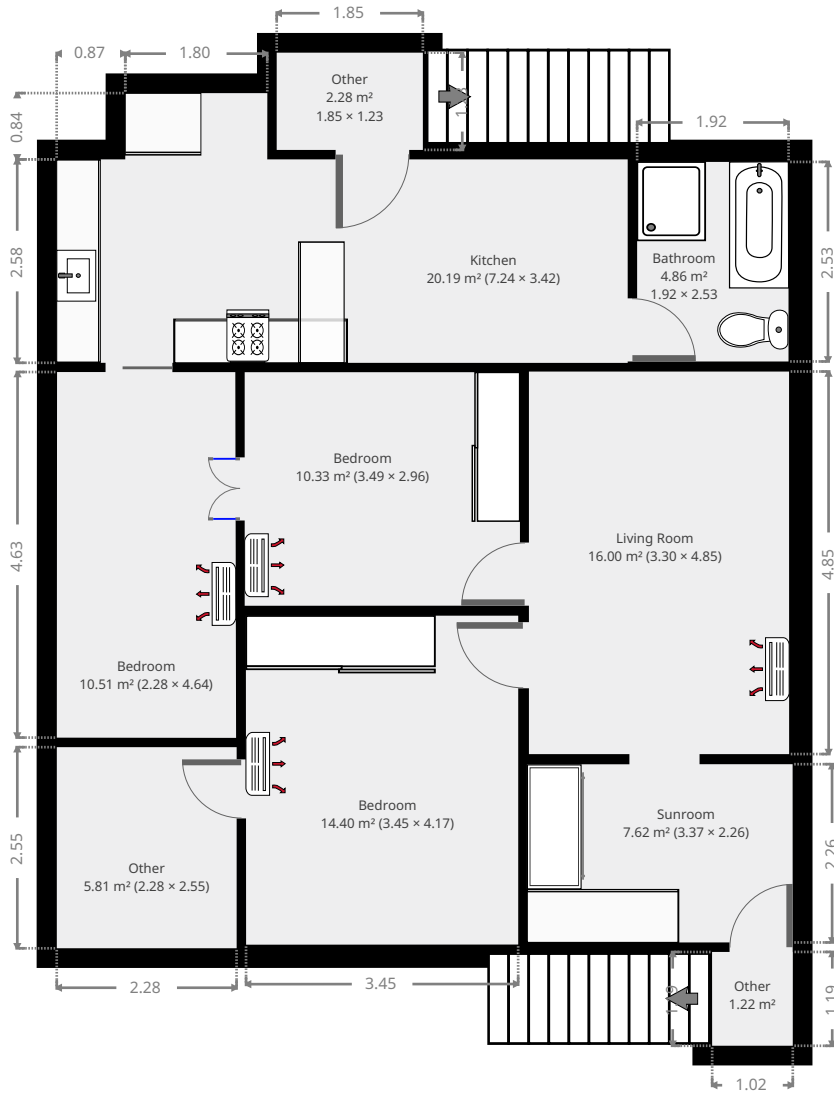 1.85
0.87
1.80
Other
2.28 m²
1.85 × 1.23
0.84
1.92
2.58
Kitchen
20.19 m² (7.24 × 3.42)
Bathroom
4.86 m²
1.92 × 2.53
2.53
Bedroom
10.33 m² (3.49 × 2.96)
Living Room
16.00 m² (3.30 × 4.85)
4.63
4.85
Bedroom
10.51 m² (2.28 × 4.64)
Bedroom
14.40 m² (3.45 × 4.17)
Sunroom
7.62 m² (3.37 × 2.26)
2.55
2.26
Other
5.81 m² (2.28 × 2.55)
2.28
3.45
Other
1.22 m²
1.19
1.02